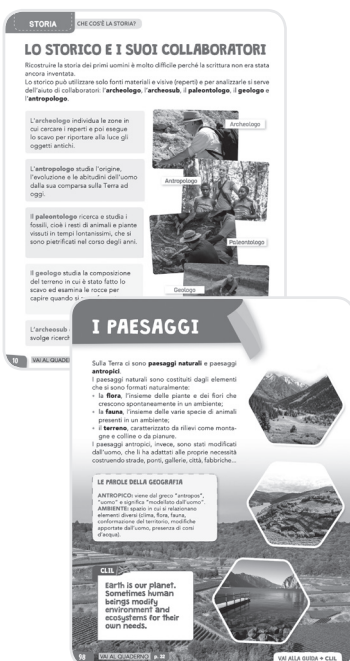 STORIA
CHE COS'È LA STORIA?
LO STORICO E I SUOI COLLABORATORI
Ricostruire la storia dei primi uomini è molto difficile perché la scrittura non era stata
ancora inventata.
Lo storico può utilizzare solo fonti materiali e visive (reperti) e per analizzarle si serve
dell'aiuto di collaboratori: l'archeologo, l'archeosub, il paleontologo, il geologo e
l'antropologo.
L'archeologo individua le zone in
cui cercare i reperti e poi esegue
lo scavo per riportare alla luce gli
oggetti antichi.
Archeologo
L'antropologo studia l'origine,
l'evoluzione e le abitudini dell'uomo
dalla sua comparsa sulla Terra ad
oggi.
Antropologo
Il paleontologo ricerca e studia i
fossili, cioè i resti di animali e piante
vissuti in tempi lontanissimi, che si
sono pietrificati nel corso degli anni.
Paleontologo
Il geologo studia la composizione
del terreno in cui è stato fatto lo
scavo ed esamina le rocce per
capire quando si
Geologo
L'archeosub
svolge
10 VAI AL
I PAESAGGI
Sulla Terra ci sono paesaggi naturali e paesaggi
antropici.
I paesaggi naturali sono costituiti dagli elementi
che si sono formati naturalmente:
• la flora, l'insieme delle piante e dei fiori che
crescono spontaneamente in un ambiente;
• la fauna, l'insieme delle varie specie di animali
presenti in un ambiente;
• il terreno, caratterizzato da rilievi come monta-
gne e colline o da pianure.
I paesaggi antropici, invece, sono stati modificati
dall'uomo, che li ha adattati alle proprie necessità
costruendo strade, ponti, gallerie, città, fabbriche...
LE PAROLE DELLA GEOGRAFIA
ANTROPICO: viene dal greco "antropos",
"uomo" e significa "modellato dall'uomo".
AMBIENTE: spazio in cui si relazionano
elementi diversi (clima, flora, fauna,
conformazione del territorio, modifiche
apportate dall'uomo, presenza di corsi
d'acqua).
CLIL
Earth is our planet.
Sometimes human
beings modify
environment and
ecosystems for their
own needs.
98 VAI AL QUADERNO p. 32
VAI ALLA GUIDA + CLIL